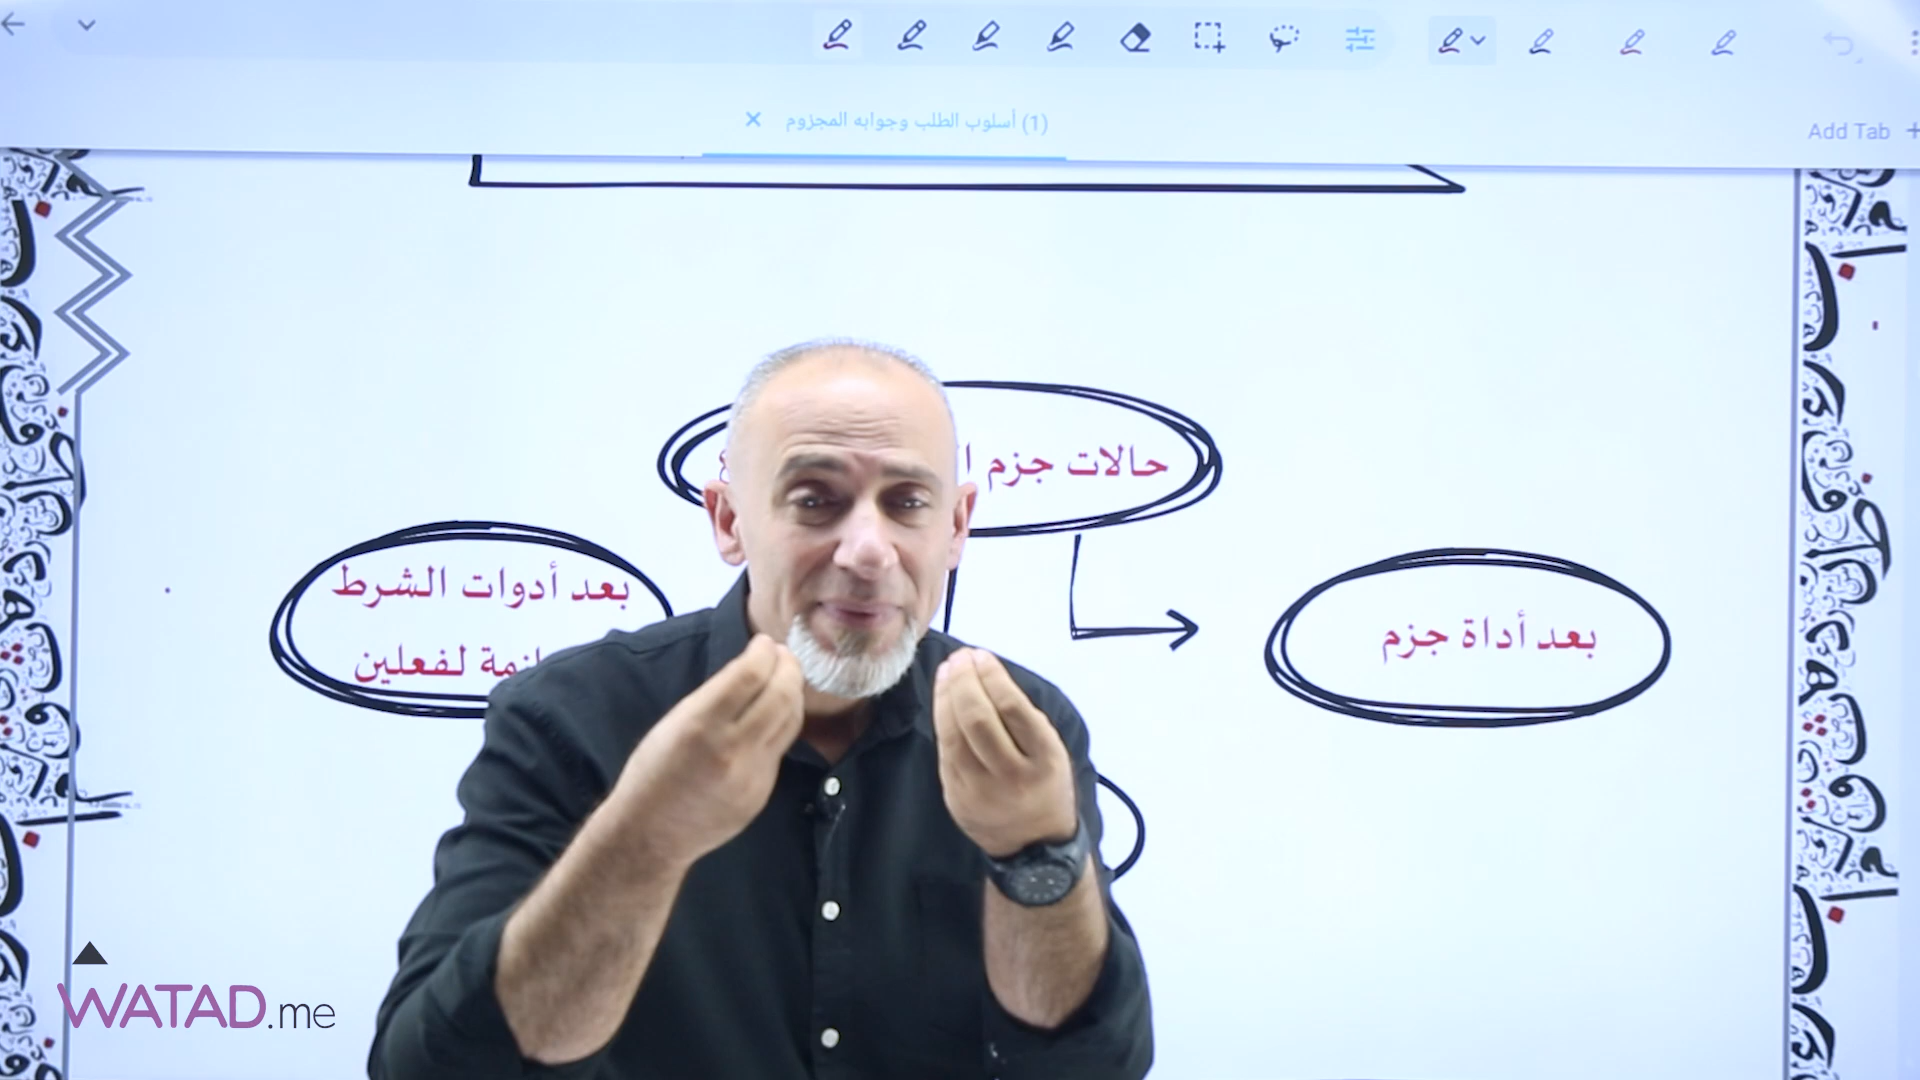 (1) أسلوب الطلب وجوابه المجزوم
Add Tab
حالات جزم
بعد أدوات الشرط
لفعلين
بعد أداة جزم
WATAD.me